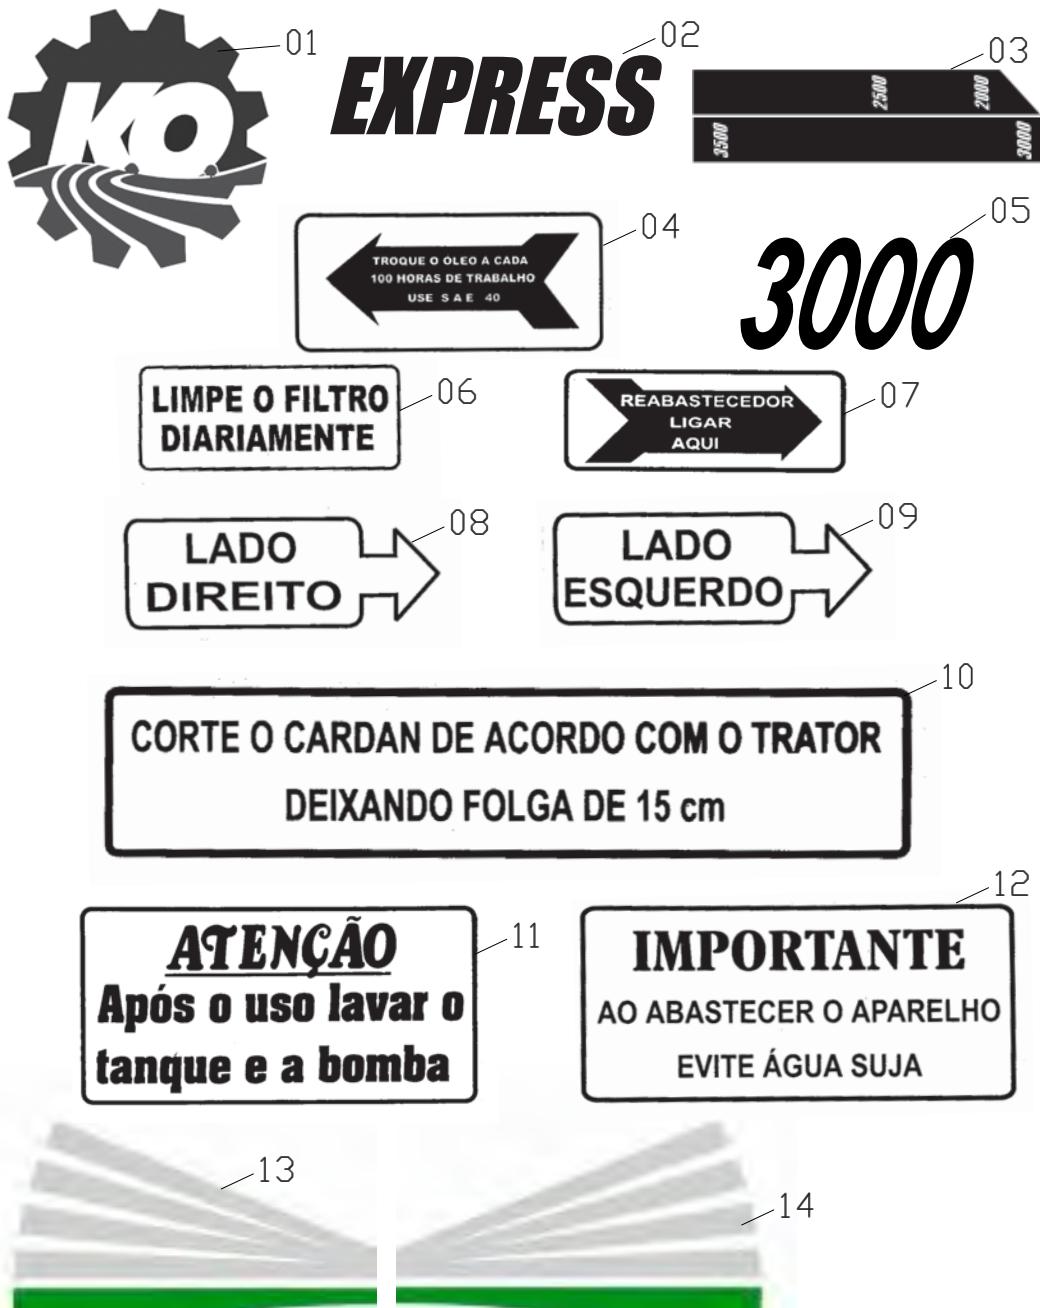 01
KO
EXPRESS
02
03
2500
2000
3500
3000
04
TROQUE O ÓLEO A CADA
100 HORAS DE TRABALHO
USE S A E 40
05
3000
LIMPE O FILTRO
DIARIAMENTE
06
REABASTECEDOR
LIGAR
AQUI
07
LADO
DIREITO
08
LADO
ESQUERDO
09
10
CORTE O CARDAN DE ACORDO COM O TRATOR
DEIXANDO FOLGA DE 15 cm
ATENÇÃO
Após o uso lavar o
tanque e a bomba
11
12
IMPORTANTE
AO ABASTECER O APARELHO
EVITE ÁGUA SUJA
13
14